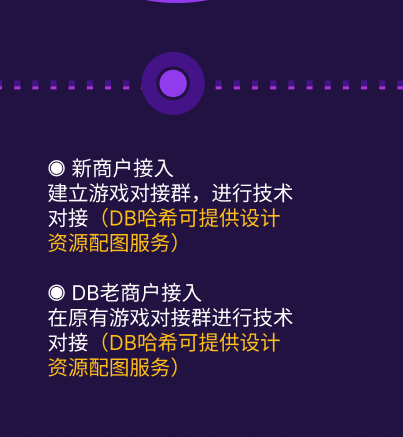 ◉ 新商户接入
建立游戏对接群，进行技术
对接（DB哈希可提供设计
资源配图服务）
◉ DB老商户接入
在原有游戏对接群进行技术
对接（DB哈希可提供设计
资源配图服务）